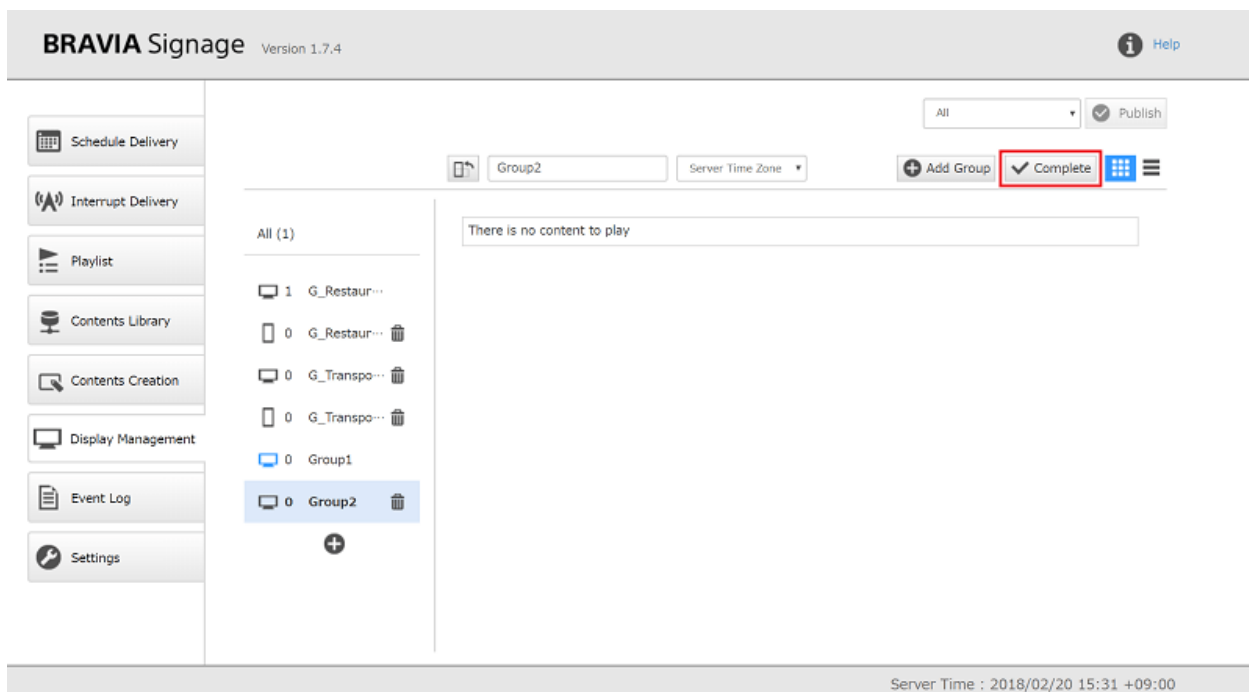 BRAVIA Signage Version 1.7.4
Help
All
Publish
Schedule Delivery
Group2
Server Time Zone
Add Group
Complete
Interrupt Delivery
All (1)
There is no content to play
Playlist
1 G_Restaur···
Contents Library
0 G_Restaur···
Contents Creation
0 G_Transpo···
0 G_Transpo···
Display Management
0 Group1
Event Log
0 Group2
Settings
Server Time : 2018/02/20 15:31 +09:00